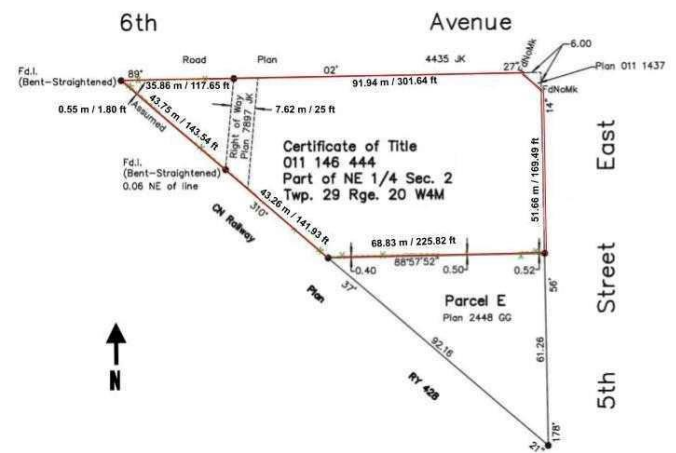 6th Avenue
Road Plan 4435 JK
89° 02' 27"
FdNoMk
6.00
Plan 011 1437
FdNoMk
14"
Fd.I.
(Bent-Straightened)
35.86 m / 117.65 ft
91.94 m / 301.64 ft
0.55 m / 1.80 ft
Assumed
43.75 m / 143.54 ft
7.62 m / 25 ft
Right of Way
Plan 7897 JK
Certificate of Title
011 146 444
Part of NE 1/4 Sec. 2
Twp. 29 Rge. 20 W4M
51.66 m / 169.49 ft
Fd.I.
(Bent-Straightened)
0.06 NE of line
43.26 m / 141.93 ft
310°
CN Railway
68.83 m / 225.82 ft
88°57'52"
0.40
0.50
0.52
56'
37'
Plan
Parcel E
Plan 2448 GG
92.16
61.26
RY 428
178°
21"
East
Street
5th
N